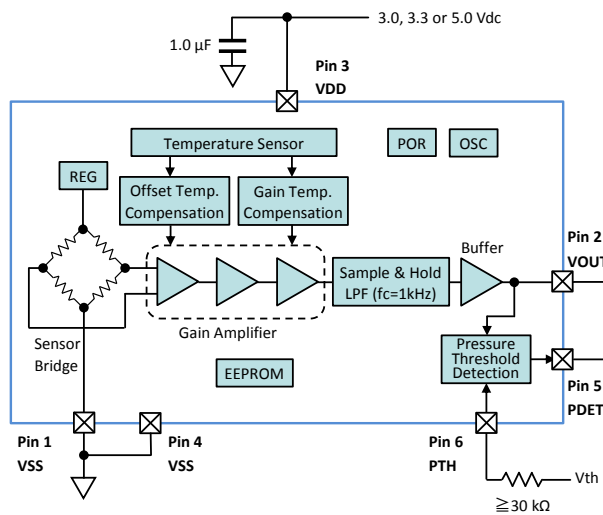 3.0, 3.3 or 5.0 Vdc
1.0 µF
Pin 3
VDD
Temperature Sensor
POR
OSC
REG
Offset Temp.
Compensation
Gain Temp.
Compensation
Buffer
Pin 2
VOUT
Sample & Hold
LPF (fc=1kHz)
Gain Amplifier
Sensor
Bridge
Pressure
Threshold
Detection
EEPROM
Pin 5
PDET
Pin 1
VSS
Pin 4
VSS
Pin 6
PTH
Vth
≧30 kΩ